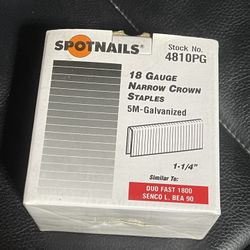 SPOTNAILS®
Stock No.
4810PG
18 GAUGE
NARROW CROWN
STAPLES
5M-Galvanized
1-1/4"
Similar To:
DUO FAST 1800
SENCO L, BEA 90